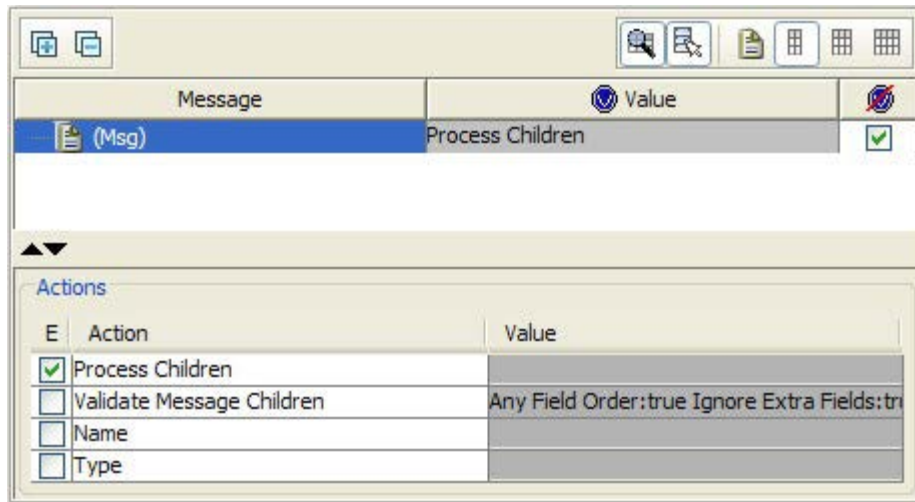 Message Value
(Msg) Process Children
Actions
E Action Value
Process Children
Validate Message Children Any Field Order:true Ignore Extra Fields:
Name
Type